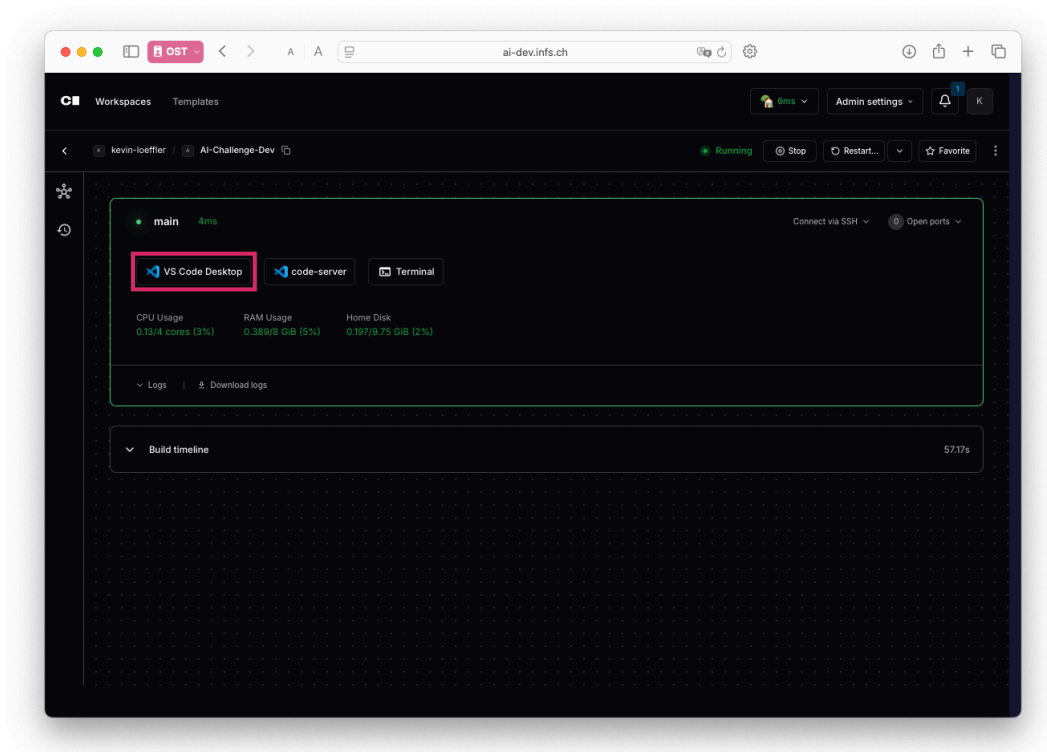 OST
A A
ai-dev.infs.ch
Workspaces Templates
6ms
Admin settings
1
K
K kevin-loeffler / A AI-Challenge-Dev
Running
Stop
Restart...
Favorite
main 4ms
Connect via SSH
0 Open ports
VS Code Desktop
code-server
Terminal
CPU Usage RAM Usage Home Disk
0.13/4 cores (3%) 0.389/8 GiB (5%) 0.197/9.75 GiB (2%)
Logs | Download logs
Build timeline 57.17s